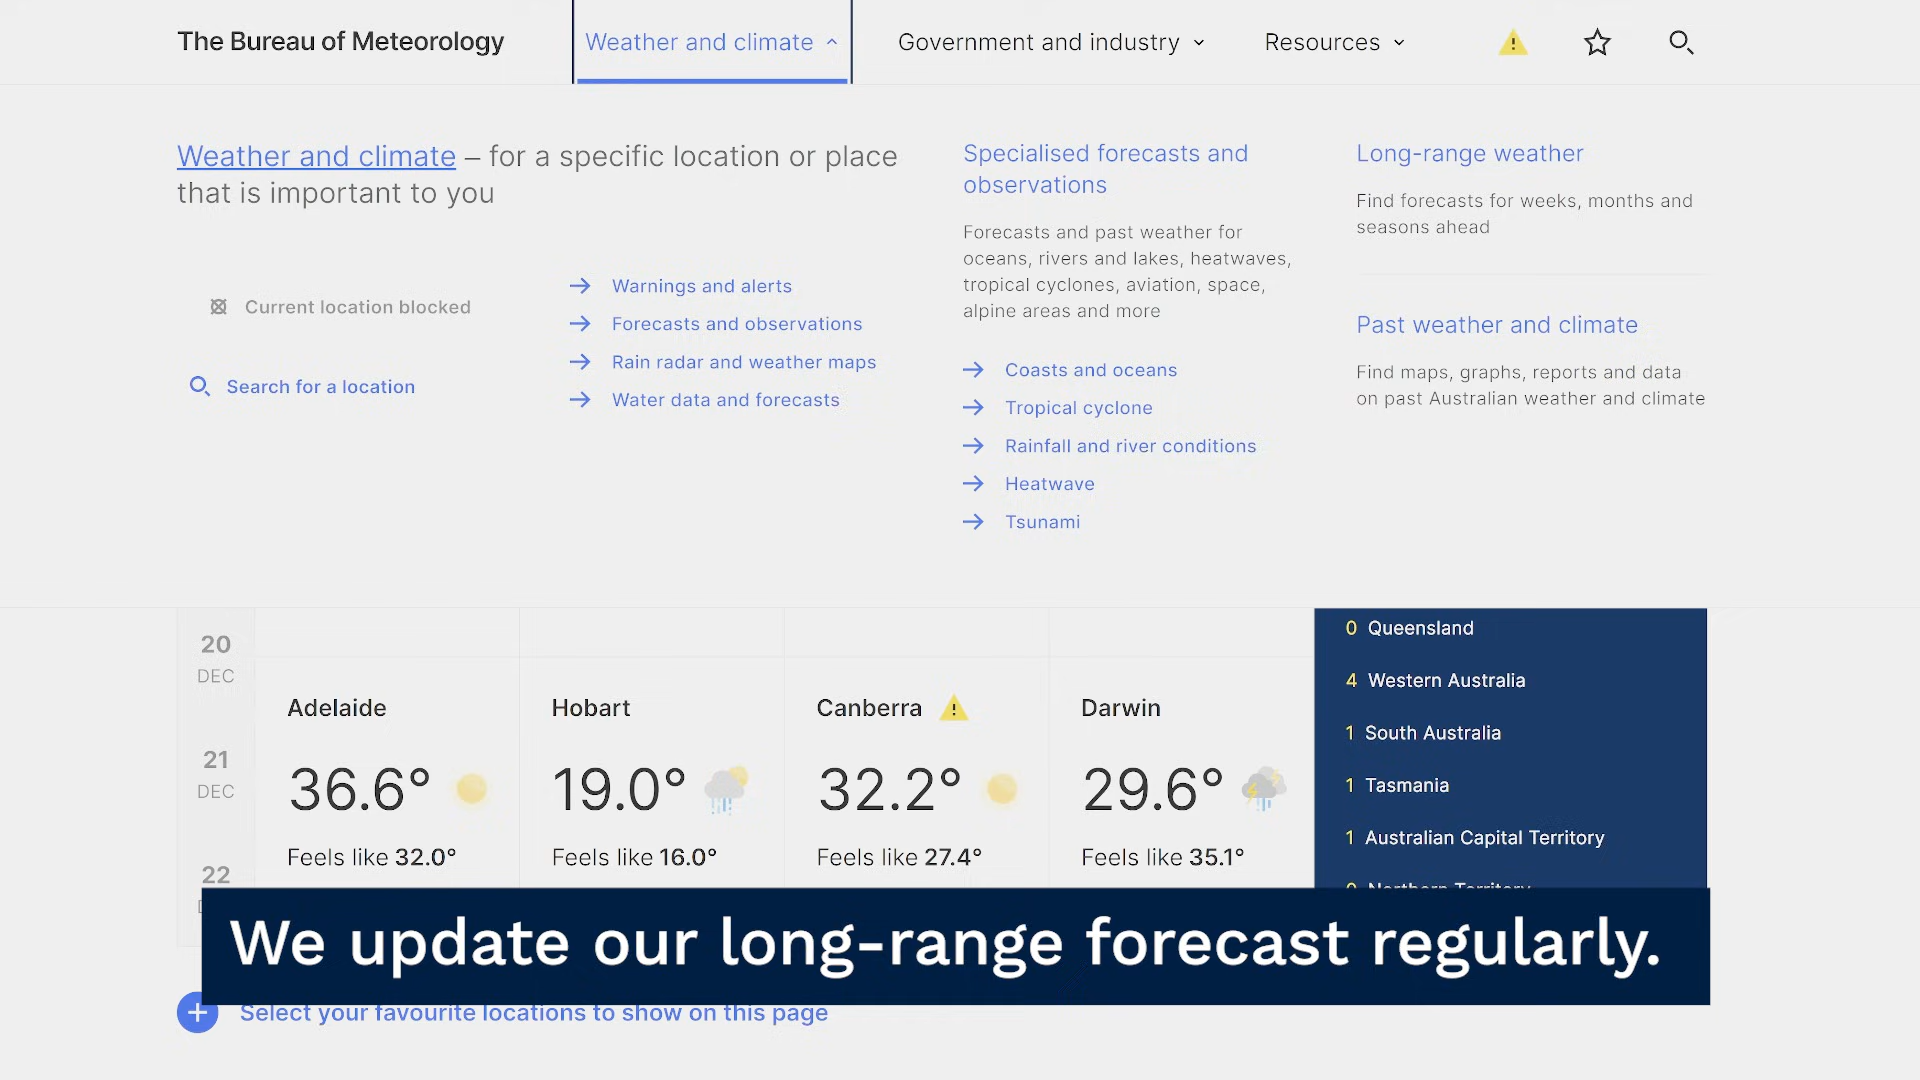 The Bureau of Meteorology
Weather and climate
Government and industry
Resources
Weather and climate – for a specific location or place
that is important to you
Current location blocked
Search for a location
Warnings and alerts
Forecasts and observations
Rain radar and weather maps
Water data and forecasts
Specialised forecasts and
observations
Forecasts and past weather for
oceans, rivers and lakes, heatwaves,
tropical cyclones, aviation, space,
alpine areas and more
Coasts and oceans
Tropical cyclone
Rainfall and river conditions
Heatwave
Tsunami
Long-range weather
Find forecasts for weeks, months and
seasons ahead
Past weather and climate
Find maps, graphs, reports and data
on past Australian weather and climate
20
DEC
21
DEC
22
Adelaide
36.6°
Feels like 32.0°
Hobart
19.0°
Feels like 16.0°
Canberra
32.2°
Feels like 27.4°
Darwin
29.6°
Feels like 35.1°
0 Queensland
4 Western Australia
1 South Australia
1 Tasmania
1 Australian Capital Territory
Northern Territory
We update our long-range forecast regularly.
Select your favourite locations to show on this page